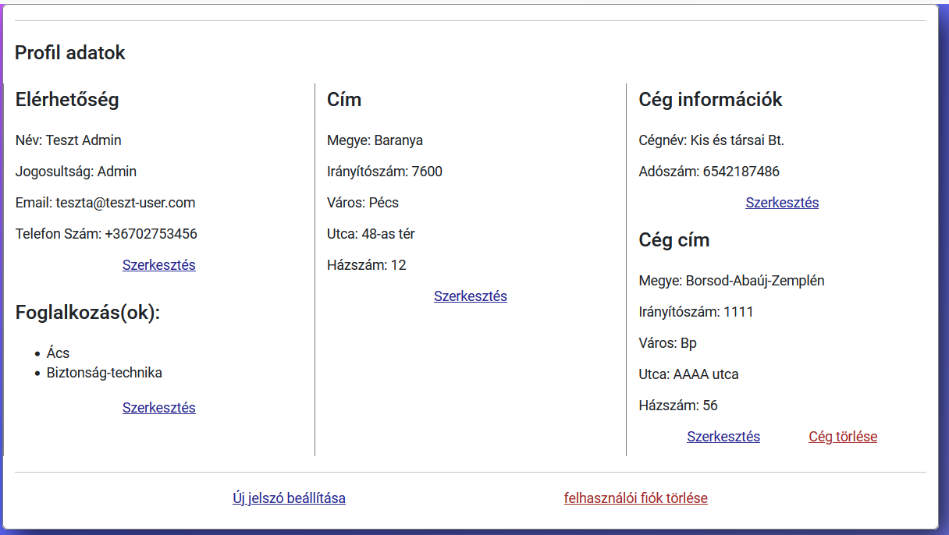 Profil adatok
Elérhetőség
Név: Teszt Admin
Jogosultság: Admin
Email: teszta@teszt-user.com
Telefon Szám: +36702753456
Szerkesztés
Foglalkozás(ok):
Ács
Biztonság-technika
Szerkesztés
Cím
Megye: Baranya
Irányítószám: 7600
Város: Pécs
Utca: 48-as tér
Házszám: 12
Szerkesztés
Cég információk
Cégnév: Kis és társai Bt.
Adószám: 6542187486
Szerkesztés
Cég cím
Megye: Borsod-Abaúj-Zemplén
Irányítószám: 1111
Város: Bp
Utca: AAAA utca
Házszám: 56
Szerkesztés Cég törlése
Új jelszó beállítása felhasználói fiók törlése